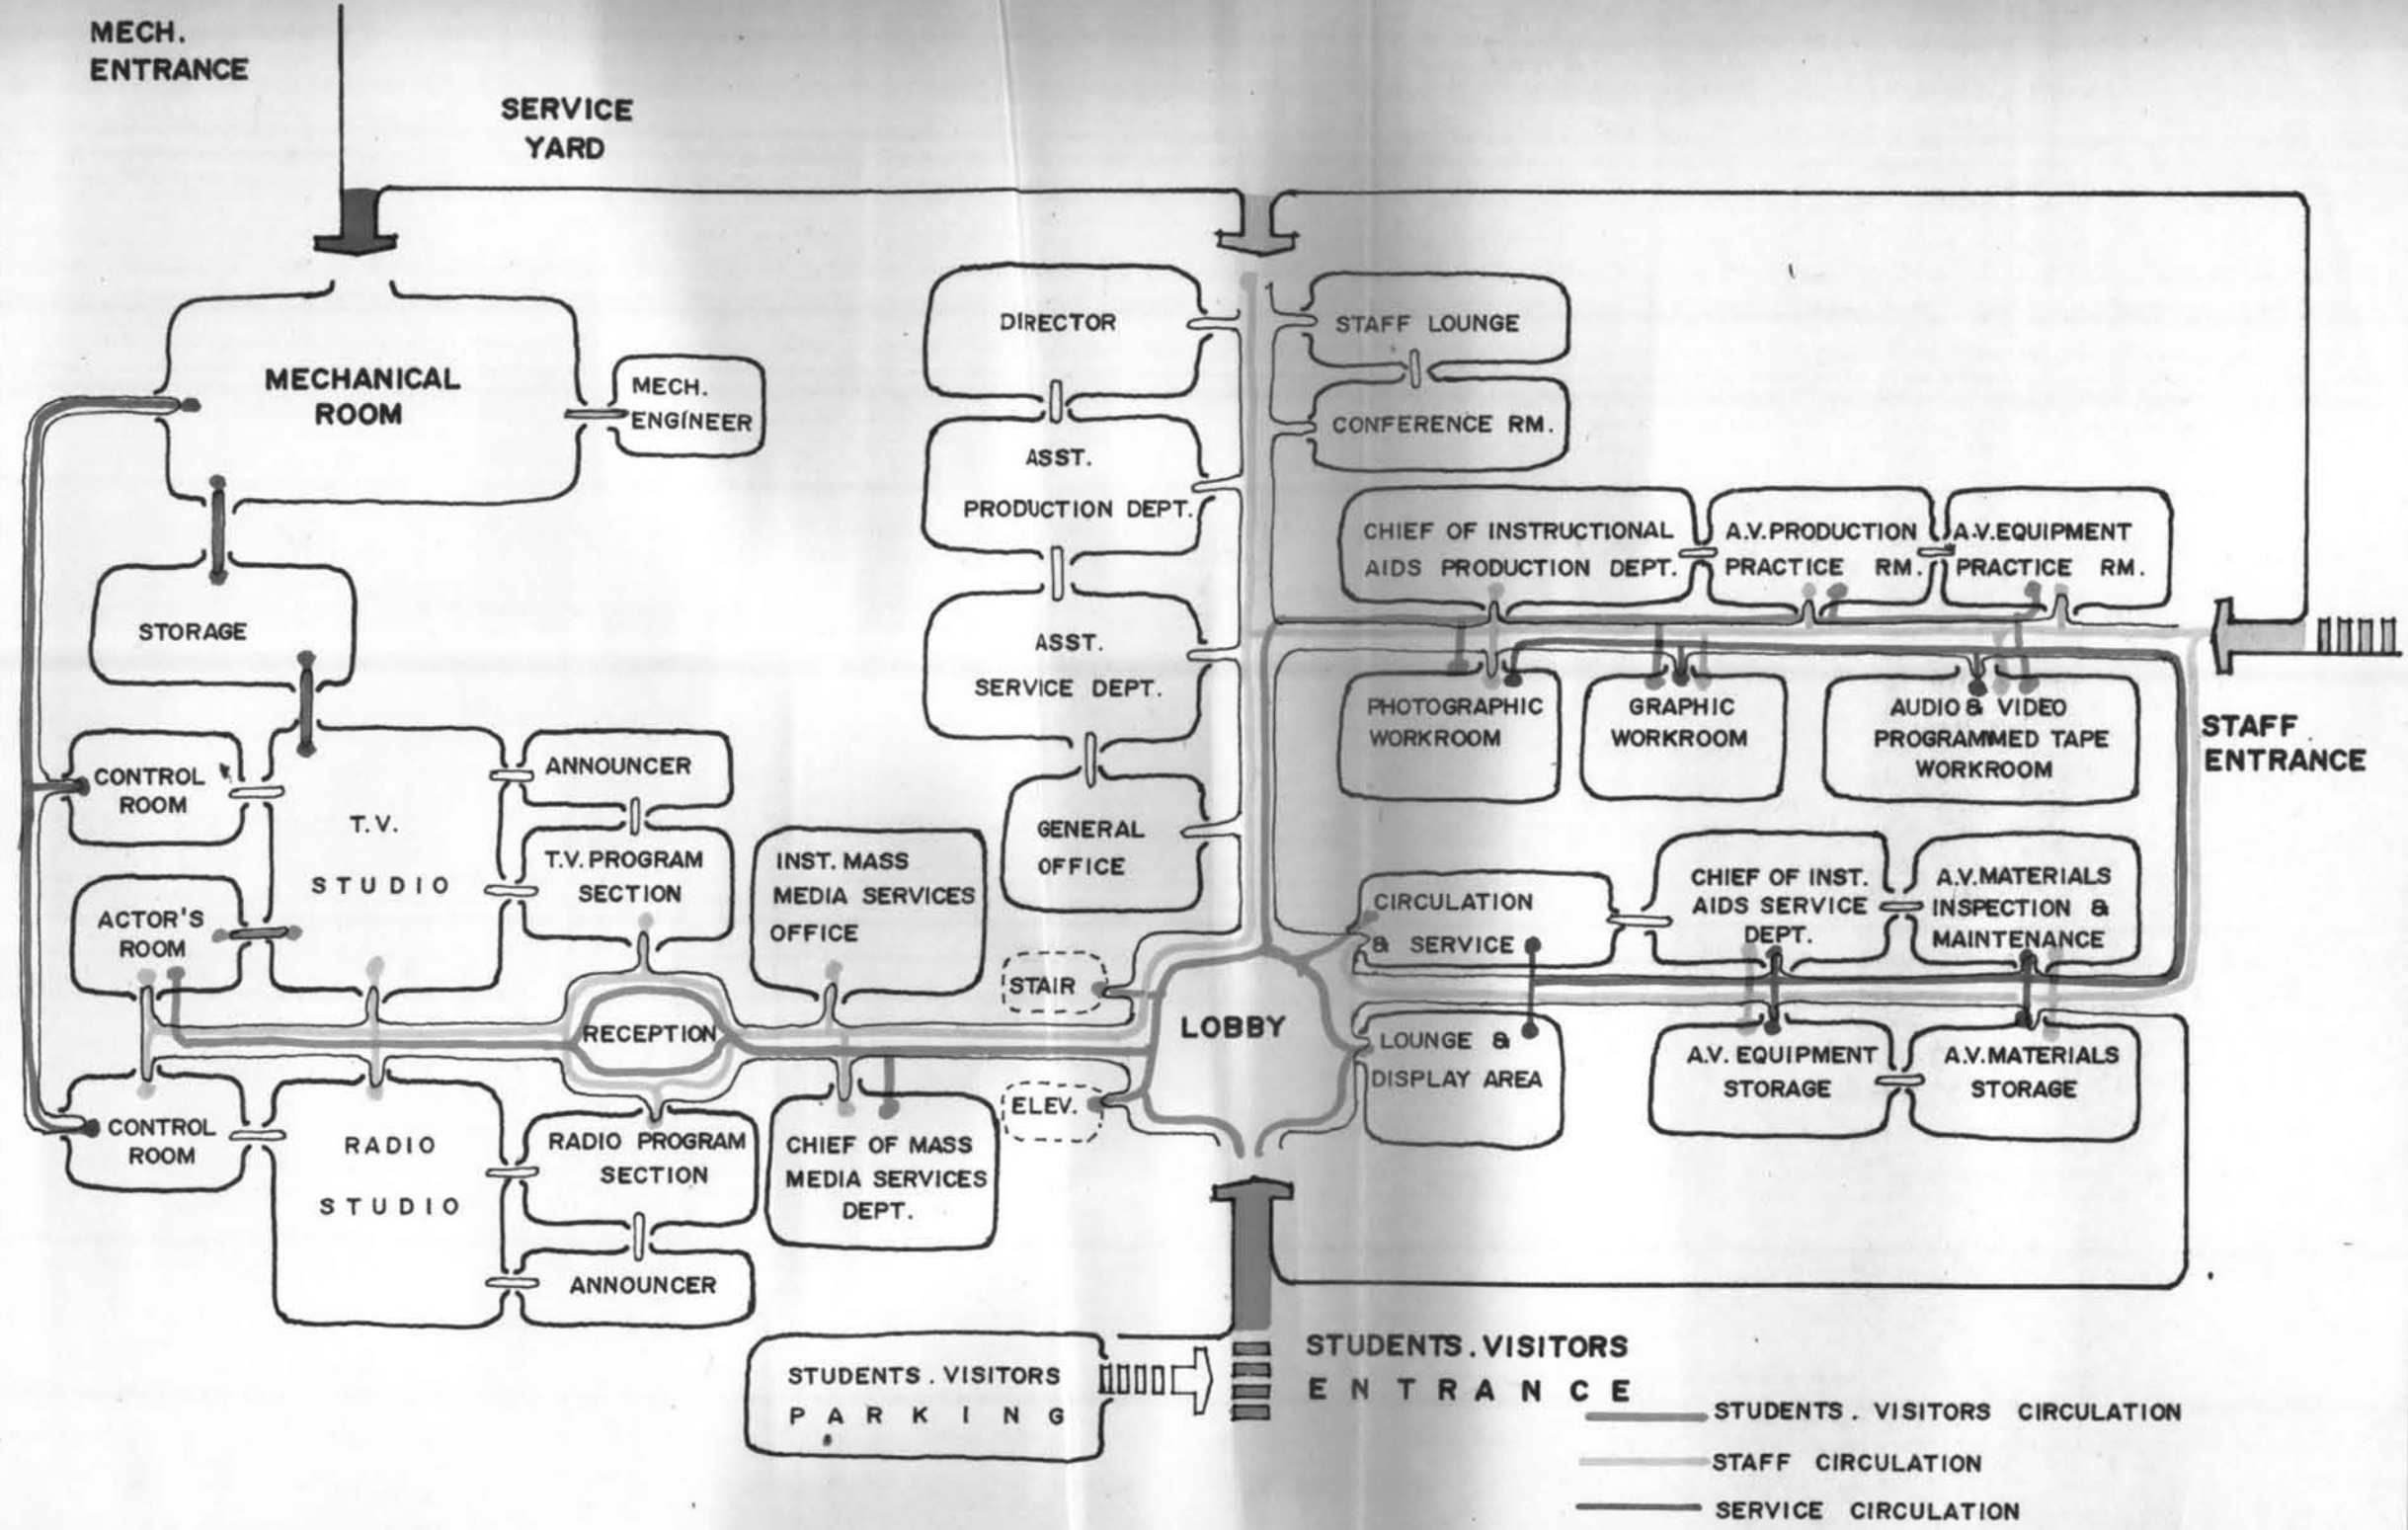 MECH.
ENTRANCE
SERVICE
YARD
MECHANICAL
ROOM
MECH.
ENGINEER
STORAGE
CONTROL
ROOM
T.V.
STUDIO
ACTOR'S
ROOM
ANNOUNCER
T.V. PROGRAM
SECTION
INST. MASS
MEDIA SERVICES
OFFICE
RECEPTION
CONTROL
ROOM
RADIO
STUDIO
RADIO PROGRAM
SECTION
ANNOUNCER
CHIEF OF MASS
MEDIA SERVICES
DEPT.
DIRECTOR
ASST.
PRODUCTION DEPT.
ASST.
SERVICE DEPT.
GENERAL
OFFICE
STAIR
ELEV.
LOBBY
STAFF LOUNGE
CONFERENCE RM.
CHIEF OF INSTRUCTIONAL
AIDS PRODUCTION DEPT.
A.V. PRODUCTION
PRACTICE RM.
A.V. EQUIPMENT
PRACTICE RM.
PHOTOGRAPHIC
WORKROOM
GRAPHIC
WORKROOM
AUDIO & VIDEO
PROGRAMMED TAPE
WORKROOM
STAFF
ENTRANCE
CIRCULATION
& SERVICE
CHIEF OF INST.
AIDS SERVICE
DEPT.
A.V. MATERIALS
INSPECTION &
MAINTENANCE
LOUNGE &
DISPLAY AREA
A.V. EQUIPMENT
STORAGE
A.V. MATERIALS
STORAGE
STUDENTS . VISITORS
PARKING
STUDENTS . VISITORS
ENTRANCE
STUDENTS . VISITORS CIRCULATION
STAFF CIRCULATION
SERVICE CIRCULATION